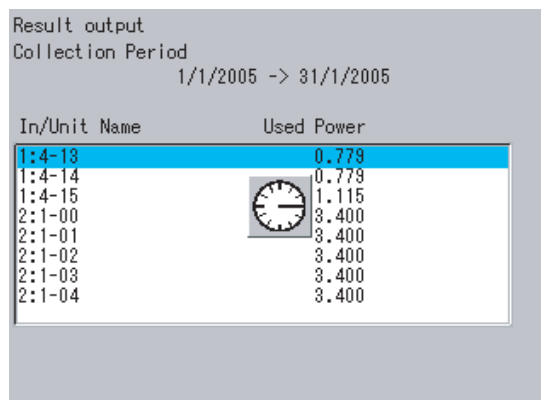 Result output
Collection Period
1/1/2005 -> 31/1/2005
In/Unit Name Used Power
1:4-13 0.779
1:4-14 0.779
1:4-15 1.115
2:1-00 3.400
2:1-01 3.400
2:1-02 3.400
2:1-03 3.400
2:1-04 3.400